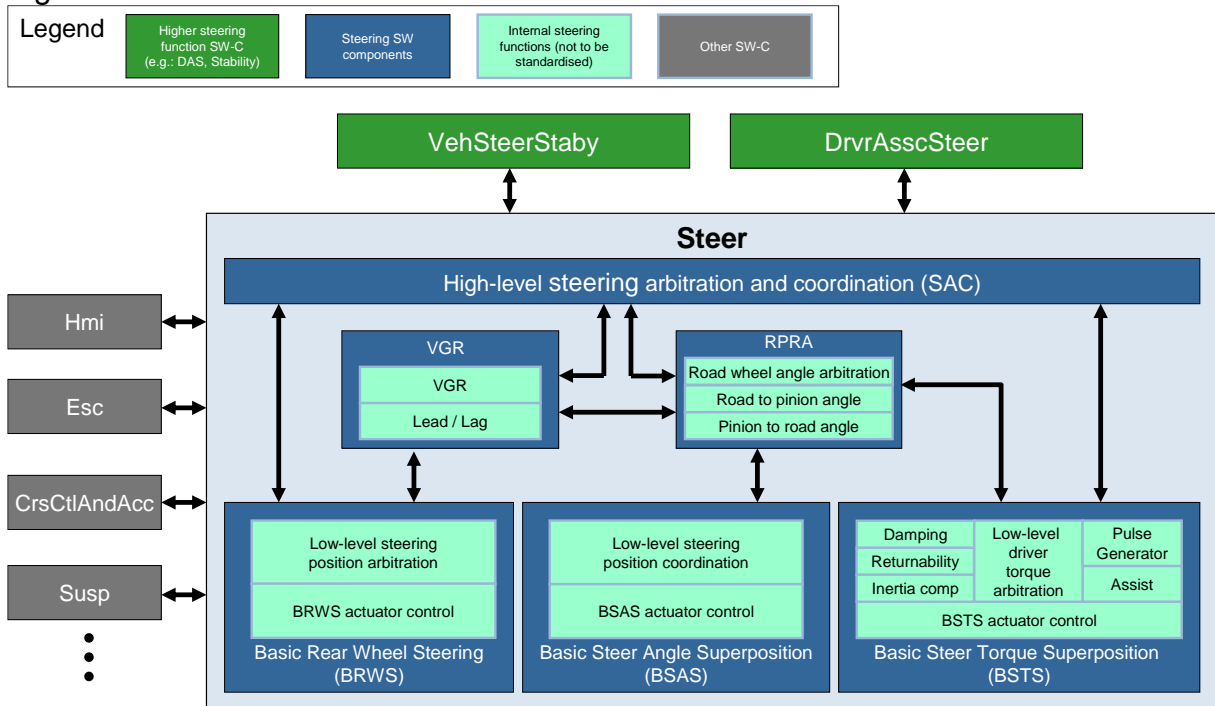 Legend
Higher steering
function SW-C
(e.g.: DAS, Stability)
Steering SW
components
Internal steering
functions (not to be
standardised)
Other SW-C
VehSteerStaby
DrvrAsscSteer
Steer
High-level steering arbitration and coordination (SAC)
Hmi
Esc
CrsCtlAndAcc
Susp
VGR
VGR
Lead / Lag
RPRA
Road wheel angle arbitration
Road to pinion angle
Pinion to road angle
Low-level steering
position arbitration
BRWS actuator control
Basic Rear Wheel Steering
(BRWS)
Low-level steering
position coordination
BSAS actuator control
Basic Steer Angle Superposition
(BSAS)
Damping
Returnability
Inertia comp
Low-level
driver
torque
arbitration
Pulse
Generator
Assist
BSTS actuator control
Basic Steer Torque Superposition
(BSTS)